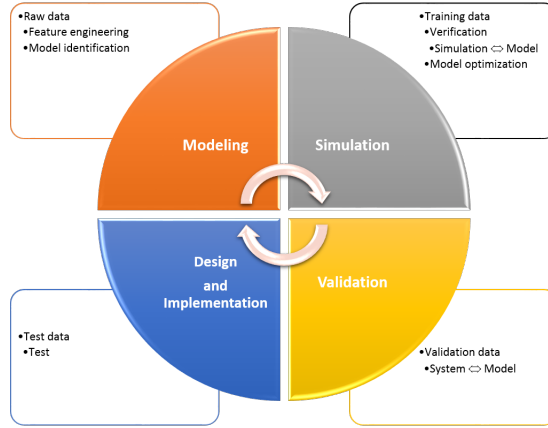 •Raw data
•Feature engineering
•Model identification
•Training data
•Verification
•Simulation ⇔ Model
•Model optimization
Modeling
Simulation
Design
and
Implementation
Validation
•Test data
•Test
•Validation data
•System ⇔ Model